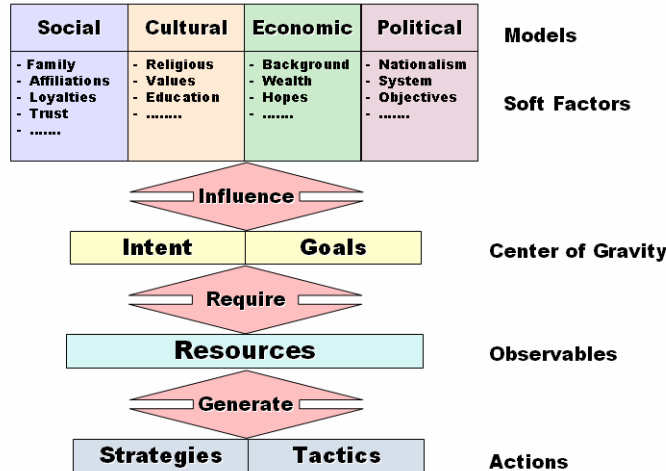 Social Cultural Economic Political Models
- Family
- Affiliations
- Loyalties
- Trust
- .......
- Religious
- Values
- Education
- ........
- Background
- Wealth
- Hopes
- .......
- Nationalism
- System
- Objectives
- .......
Soft Factors
Influence
Intent Goals Center of Gravity
Require
Resources Observables
Generate
Strategies Tactics Actions